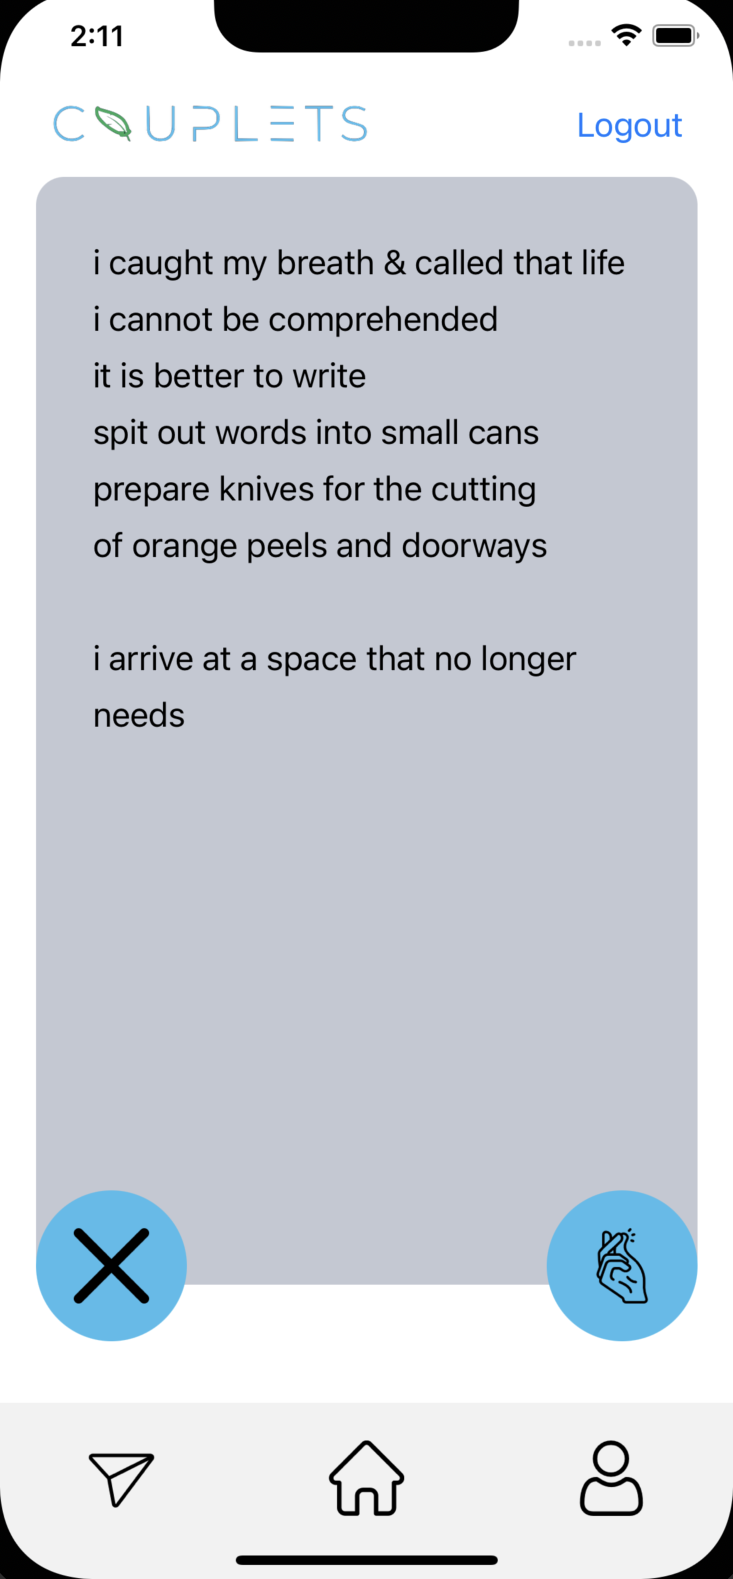 2:11
COUPLETS
Logout
i caught my breath & called that life
i cannot be comprehended
it is better to write
spit out words into small cans
prepare knives for the cutting
of orange peels and doorways
i arrive at a space that no longer
needs